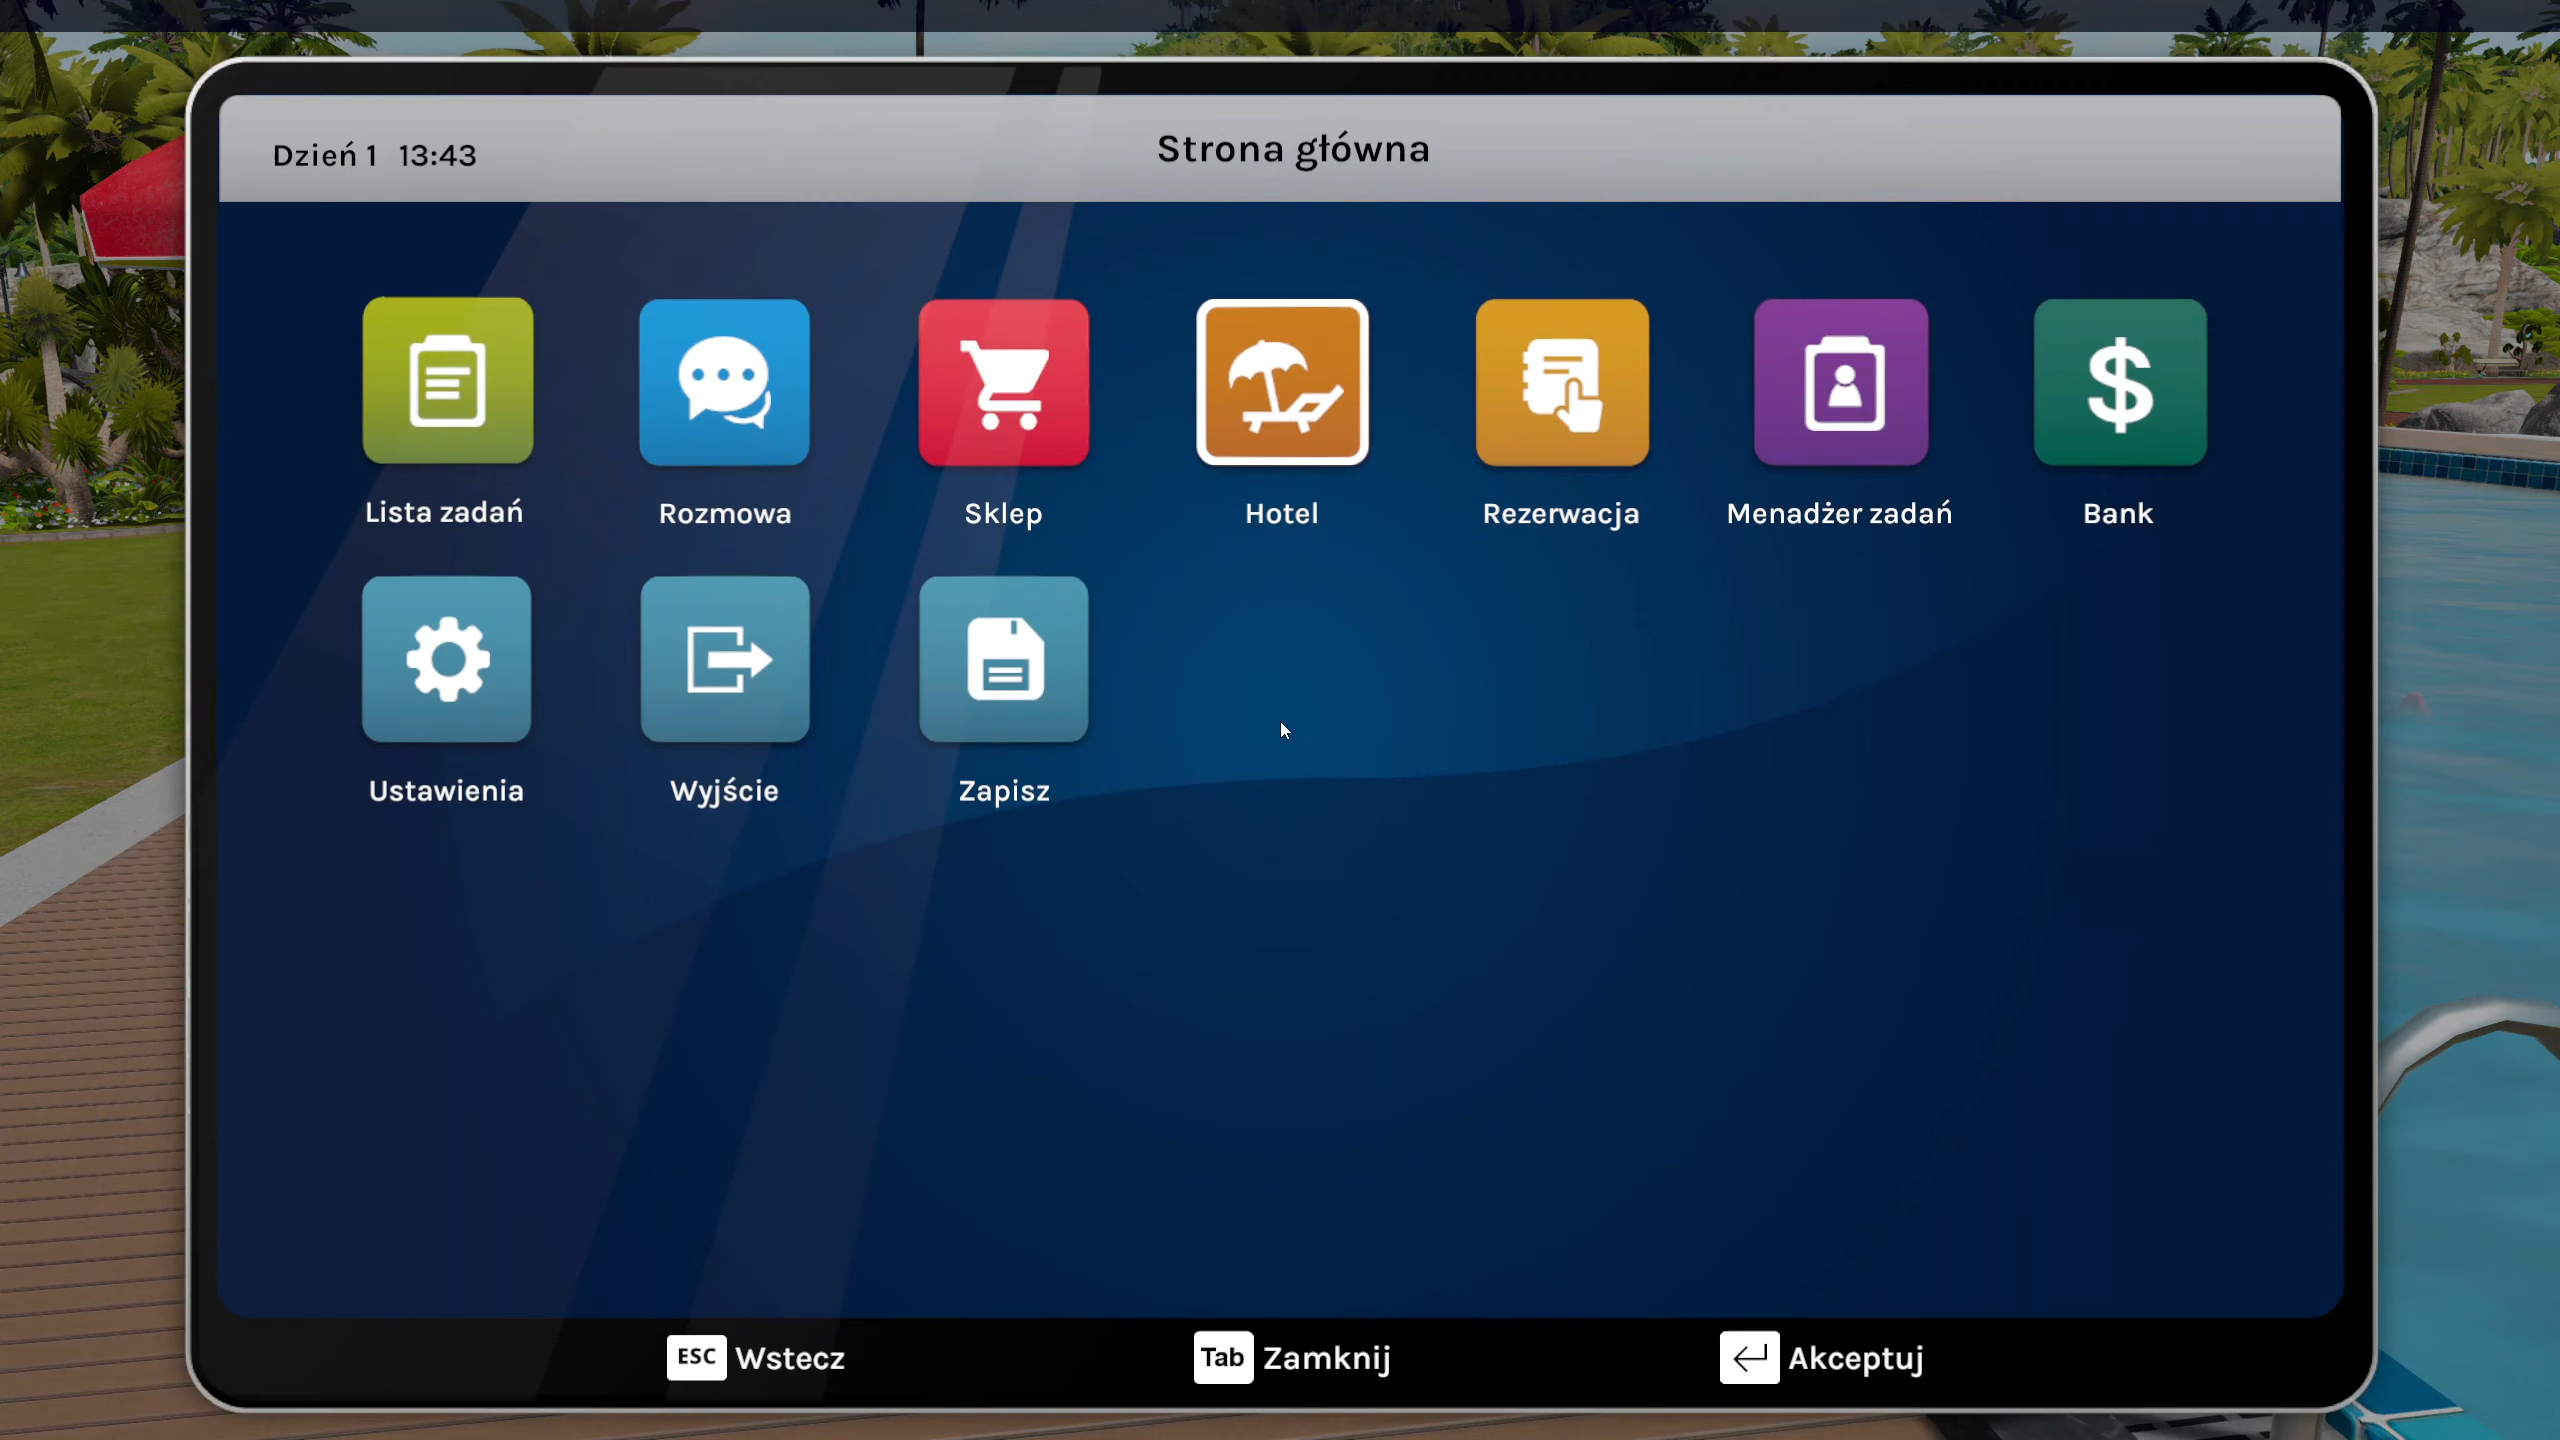 Dzień 1 13:43
Strona główna
Lista zadań
Rozmowa
Sklep
Hotel
Rezerwacja
Menadżer zadań
$
Bank
Ustawienia
Wyjście
Zapisz
ESC Wstecz
Tab Zamknij
Akceptuj